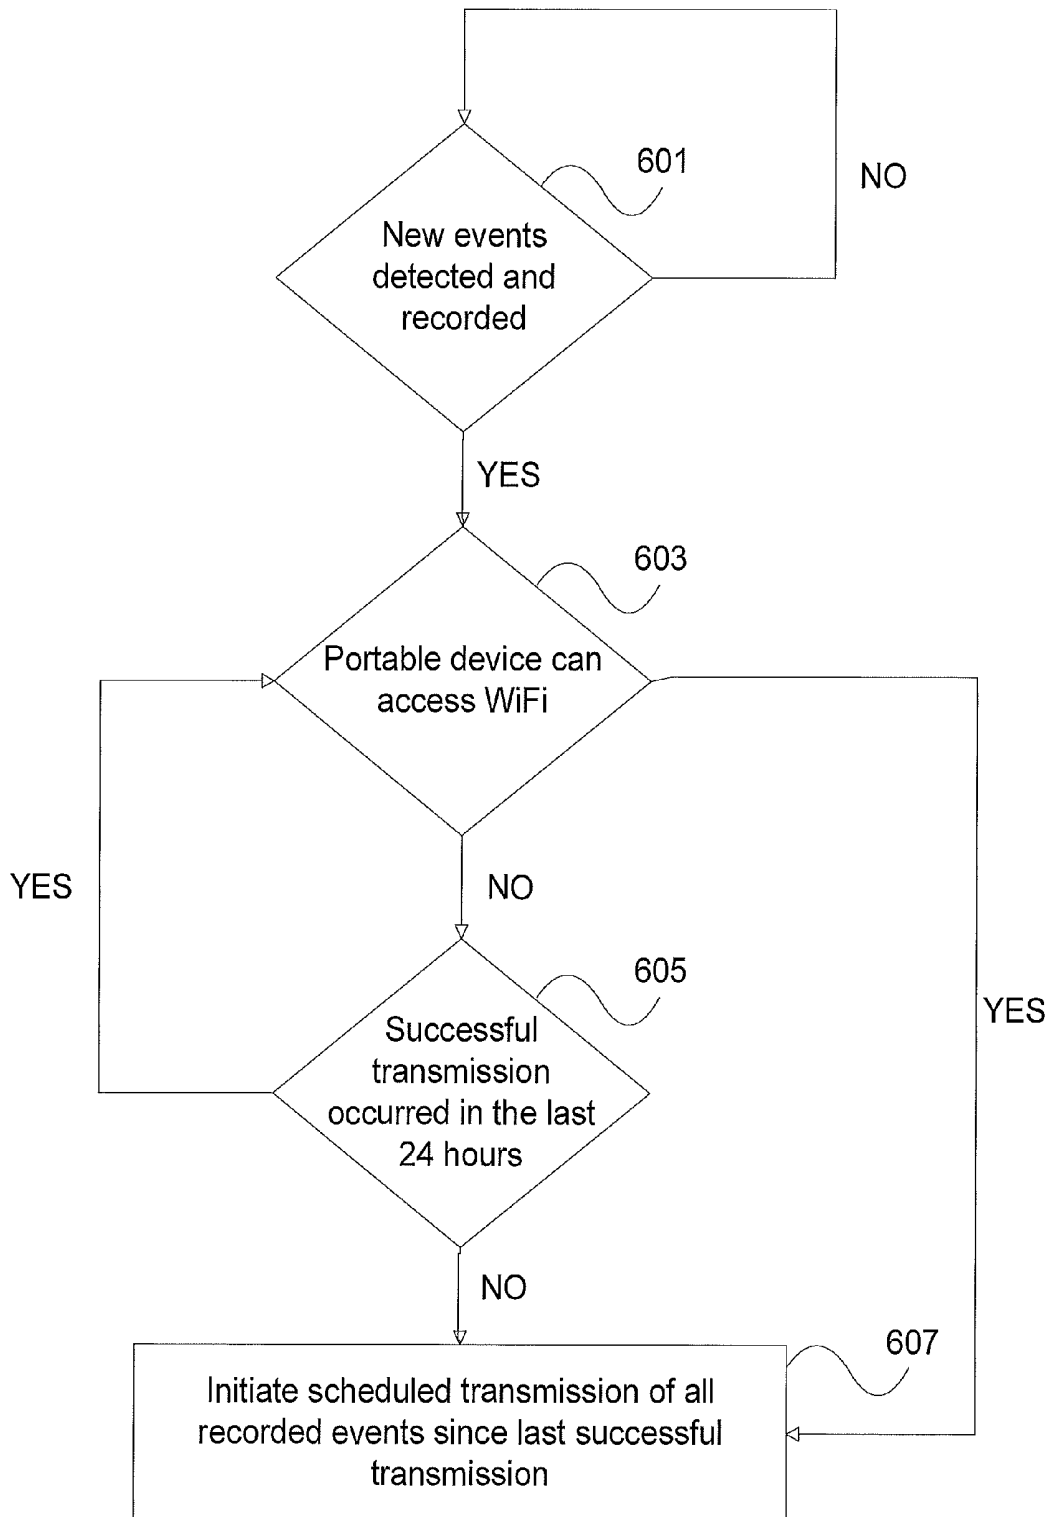 601
NO
New events
detected and
recorded
YES
603
Portable device can
access WiFi
YES
NO
605
Successful
transmission
occurred in the last
24 hours
YES
NO
607
Initiate scheduled transmission of all
recorded events since last successful
transmission